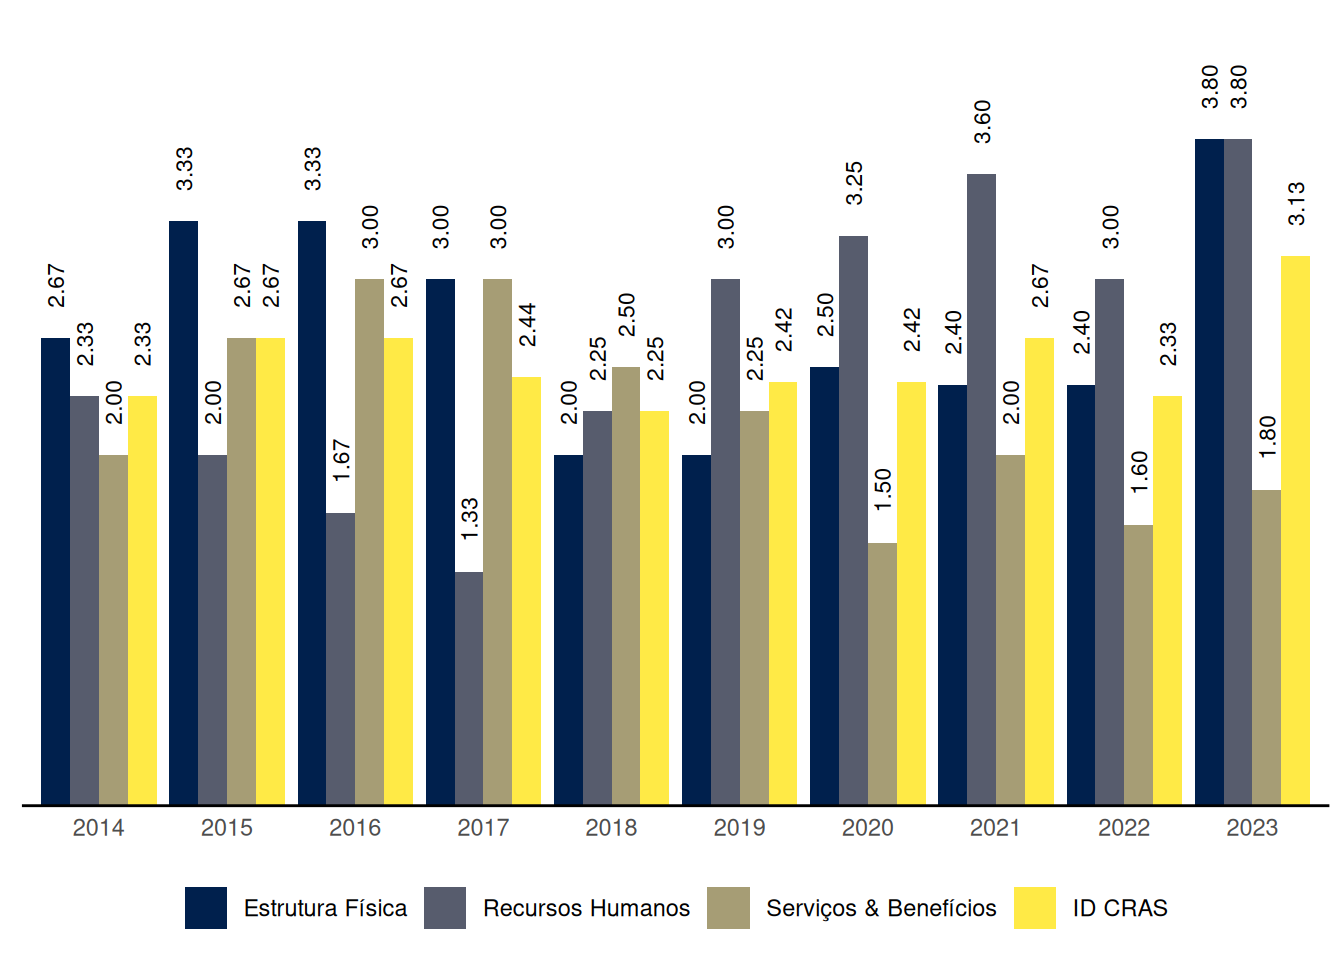 2.67 2.33 2.00 2.33
3.33 2.00 2.67 2.67
3.33 1.67 3.00 2.67
3.00 1.33 3.00 2.44
2.00 2.25 2.50 2.25
2.00 3.00 2.25 2.42
2.50 3.25 1.50 2.42
2.40 3.60 2.00 2.67
2.40 3.00 1.60 2.33
3.80 3.80 1.80 3.13
2014 2015 2016 2017 2018 2019 2020 2021 2022 2023
Estrutura Física Recursos Humanos Serviços & Benefícios ID CRAS